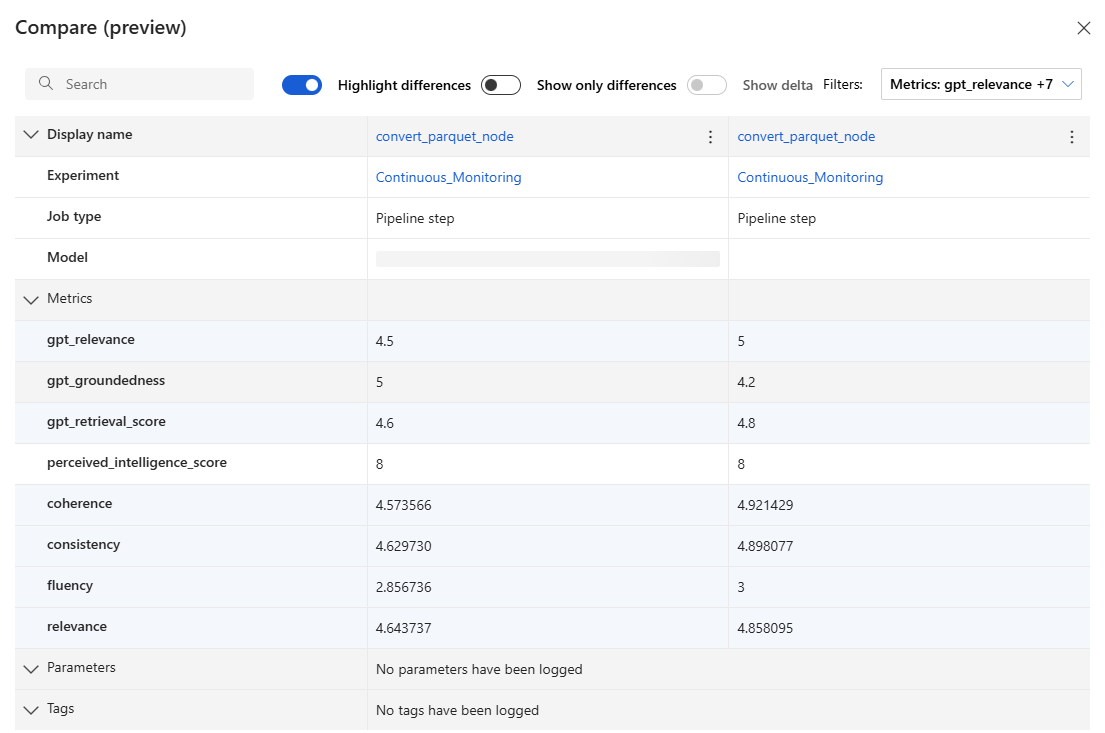 Compare (preview)
Search
Highlight differences
Show only differences
Show delta
Filters:
Metrics: gpt_relevance +7
Display name convert_parquet_node convert_parquet_node
Experiment Continuous_Monitoring Continuous_Monitoring
Job type Pipeline step Pipeline step
Model
Metrics
gpt_relevance 4.5 5
gpt_groundedness 5 4.2
gpt_retrieval_score 4.6 4.8
perceived_intelligence_score 8 8
coherence 4.573566 4.921429
consistency 4.629730 4.898077
fluency 2.856736 3
relevance 4.643737 4.858095
Parameters No parameters have been logged
Tags No tags have been logged